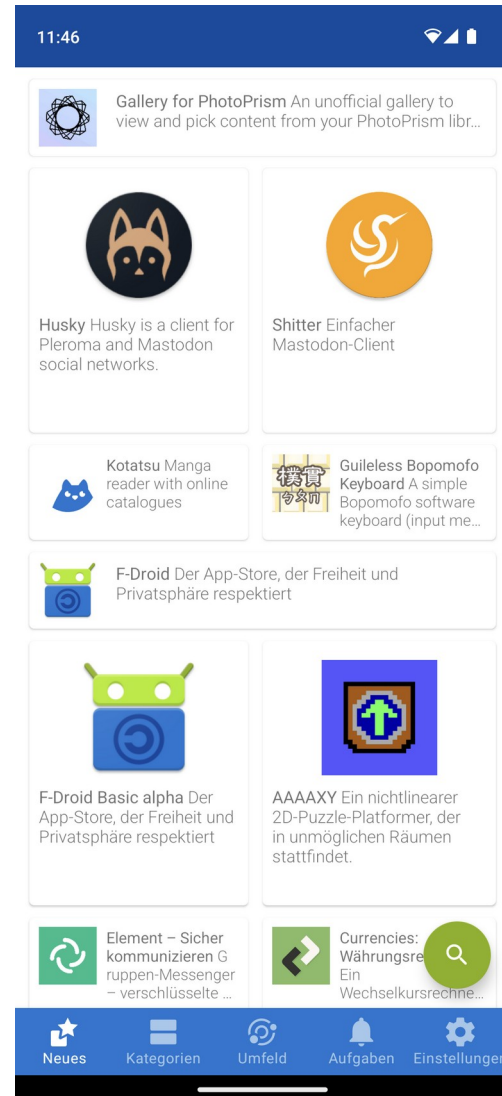 11:46
Gallery for PhotoPrism An unofficial gallery to
view and pick content from your PhotoPrism libr...
Husky Husky is a client for
Pleroma and Mastodon
social networks.
Shitter Einfacher
Mastodon-Client
Kotatsu Manga
reader with online
catalogues
樸實
ㄅㄆㄇ
Guileless Bopomofo
Keyboard A simple
Bopomofo software
keyboard (input me...
F-Droid Der App-Store, der Freiheit und
Privatsphäre respektiert
F-Droid Basic alpha Der
App-Store, der Freiheit und
Privatsphäre respektiert
AAAAXY Ein nichtlinearer
2D-Puzzle-Platformer, der
in unmöglichen Räumen
stattfindet.
Element – Sicher
kommunizieren G
ruppen-Messenger
– verschlüsselte ...
Currencies:
Währungsre
Ein
Wechselkursrechne...
Neues
Kategorien
Umfeld
Aufgaben
Einstellunge